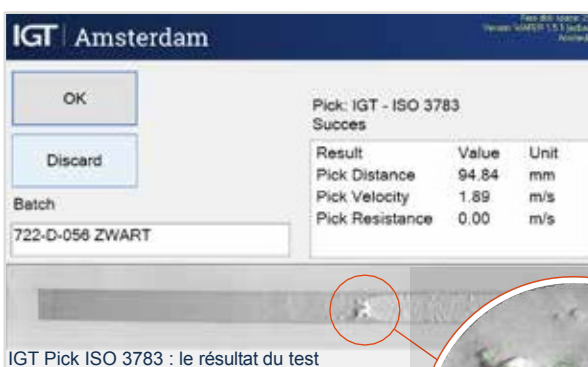 IGT Amsterdam
OK
Discard
Batch
722-D-056 ZWART
Pick: IGT - ISO 3783
Succes
Result Value Unit
Pick Distance 94.84 mm
Pick Velocity 1.89 m/s
Pick Resistance 0.00 m/s
IGT Pick ISO 3783 : le résultat du test